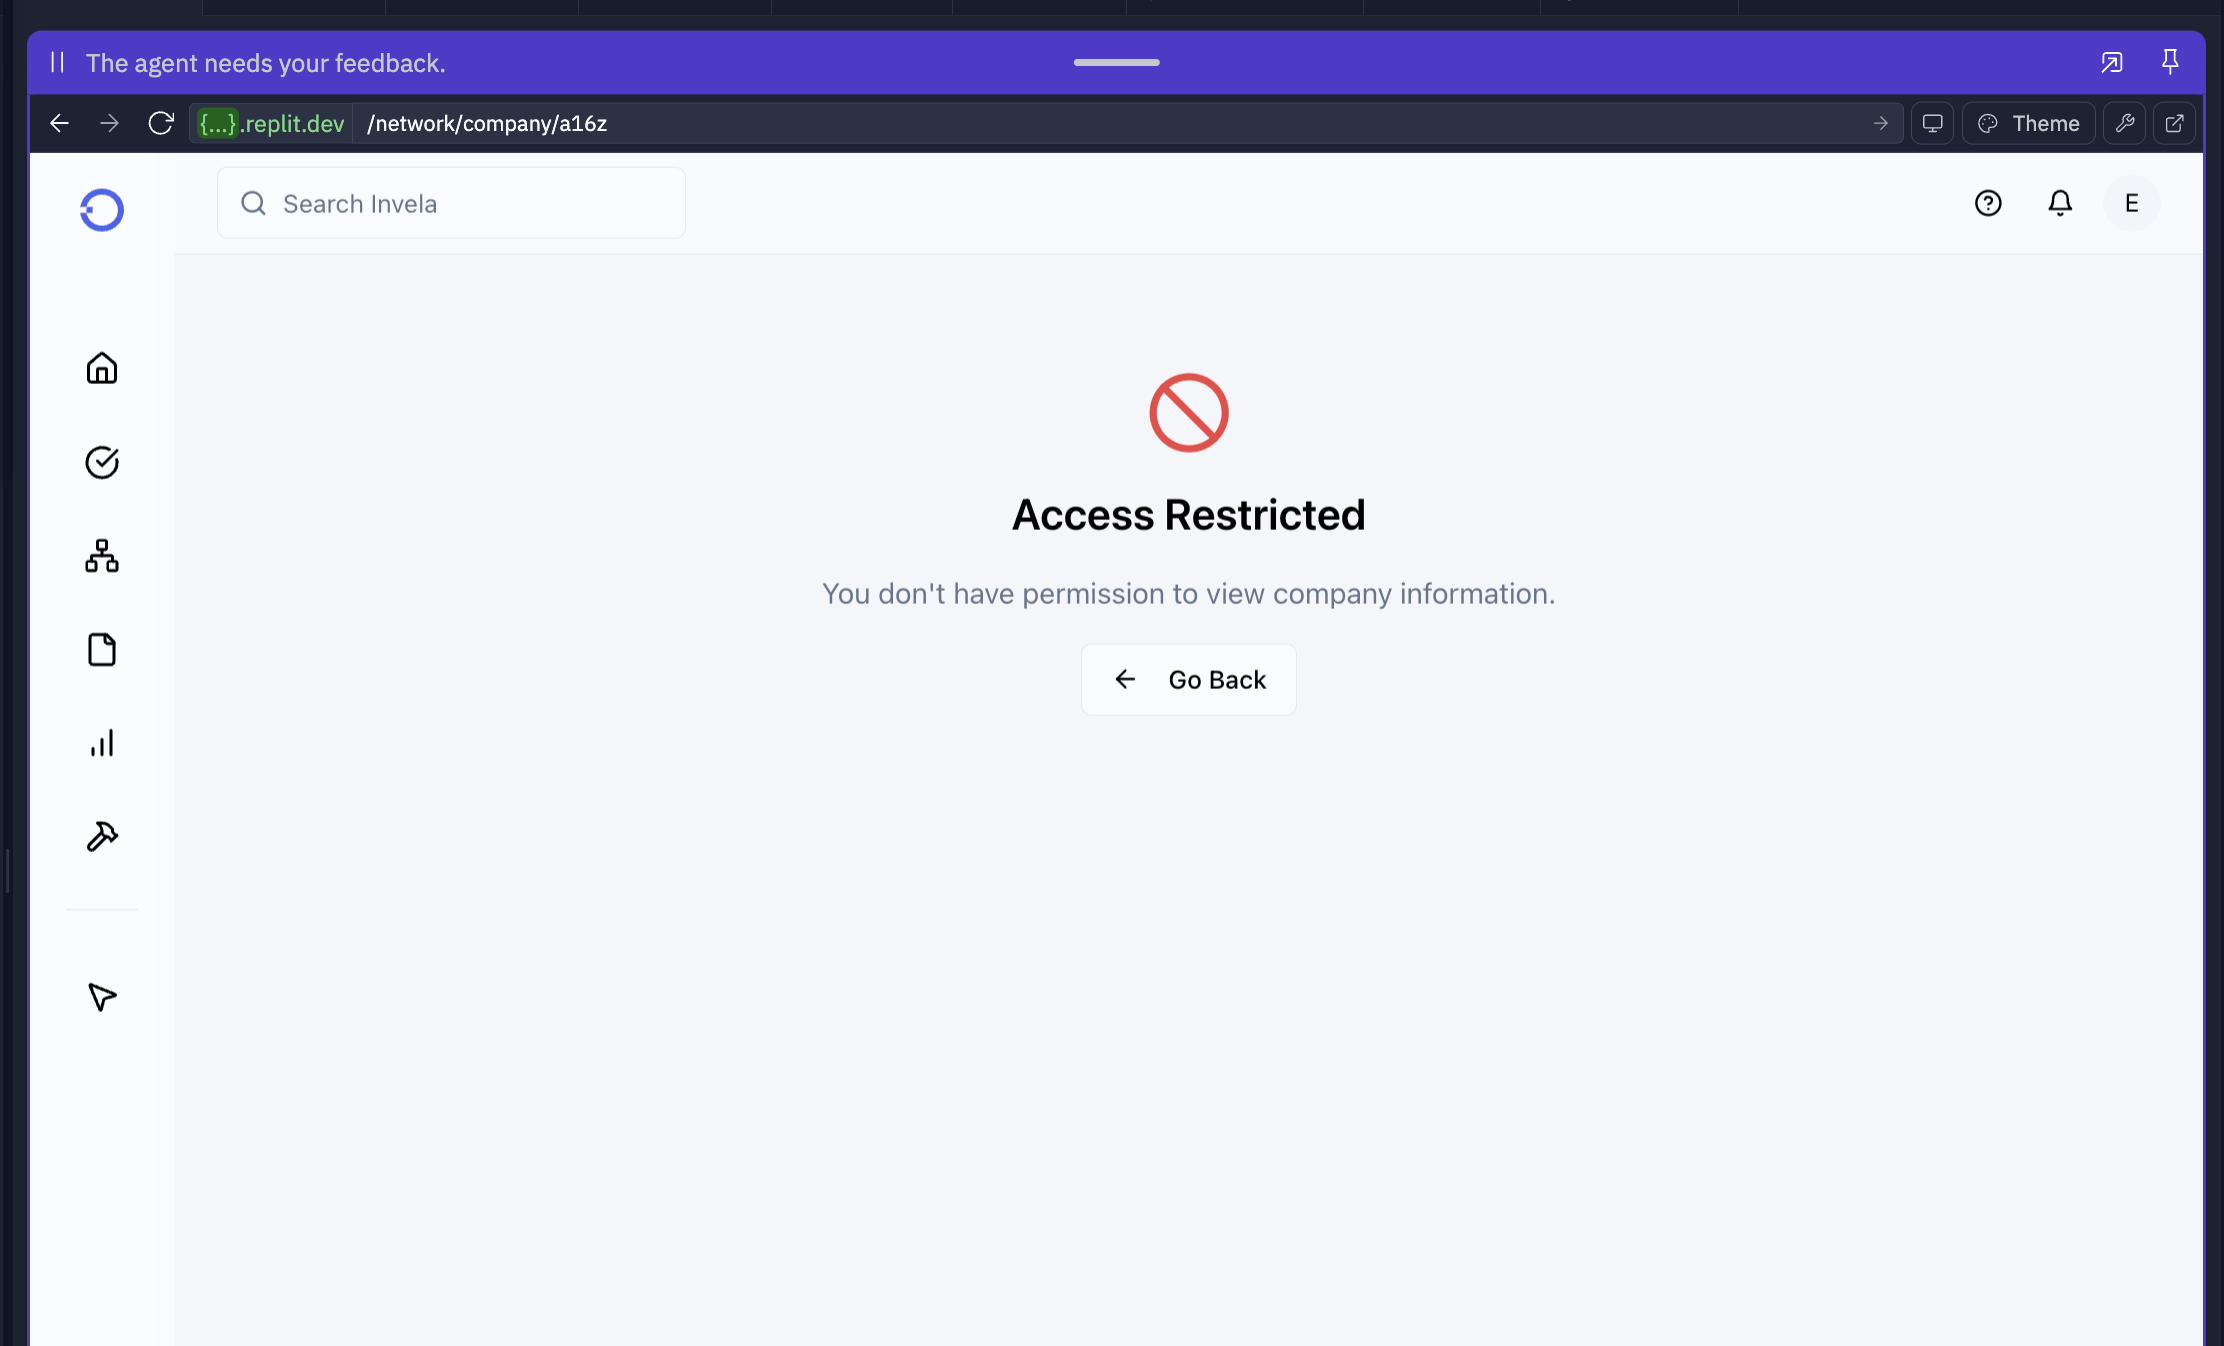 The agent needs your feedback.
{...}.replit.dev /network/company/a16z
Theme
Search Invela
E
Access Restricted
You don't have permission to view company information.
Go Back